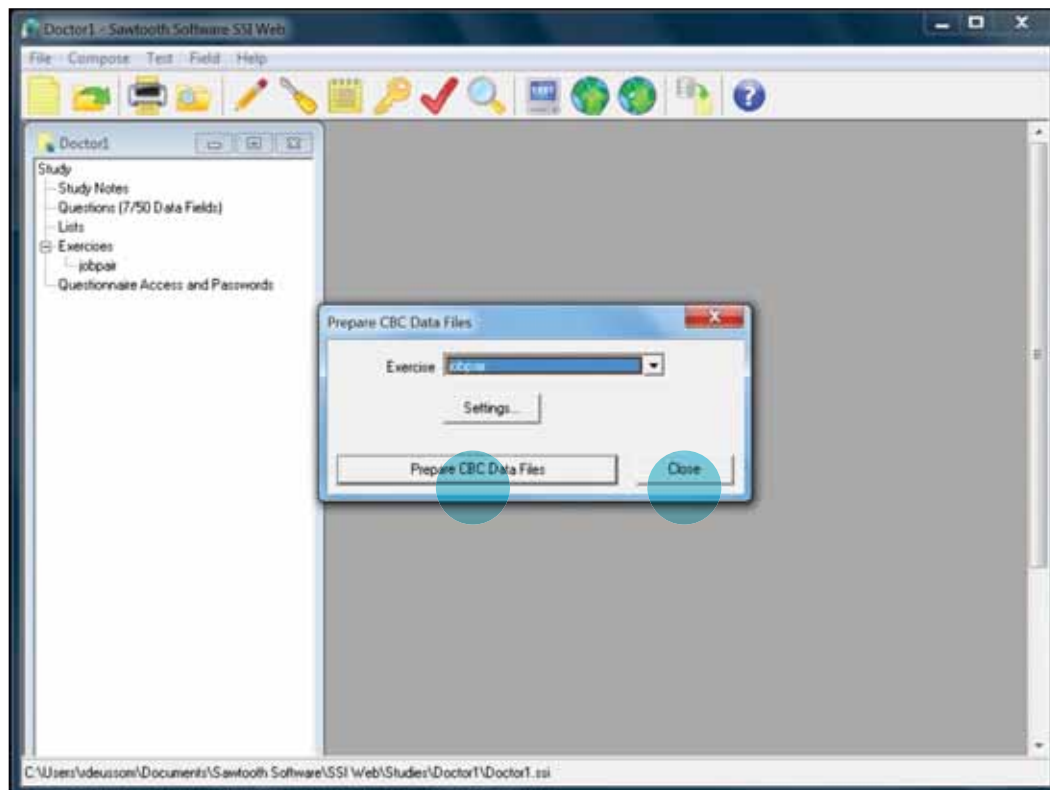 Doctor1 - Sawtooth Software SSI Web
File Compose Test Field Help
Doctor1
Study
Study Notes
Questions (7/50 Data Fields)
Lists
Exercises
jobpair
Questionnaire Access and Passwords
Prepare CBC Data Files
Exercise jobpair
Settings...
Prepare CBC Data Files Close
C:\Users\vdeussom\Documents\Sawtooth Software\SSI Web\Studies\Doctor1\Doctor1.ssi